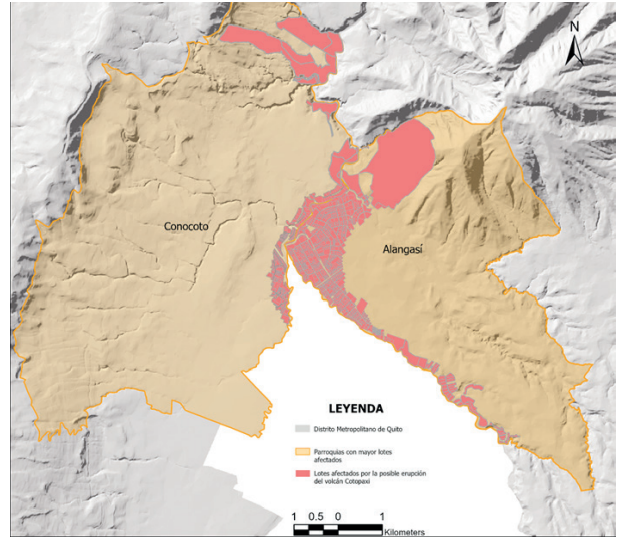 N
Conocoto
Alangasí
LEYENDA
Distrito Metropolitano de Quito
Parroquias con mayor lotes
afectados
Lotes afectados por la posible erupción
del volcán Cotopaxi
1 0.5 0 1
Kilometers